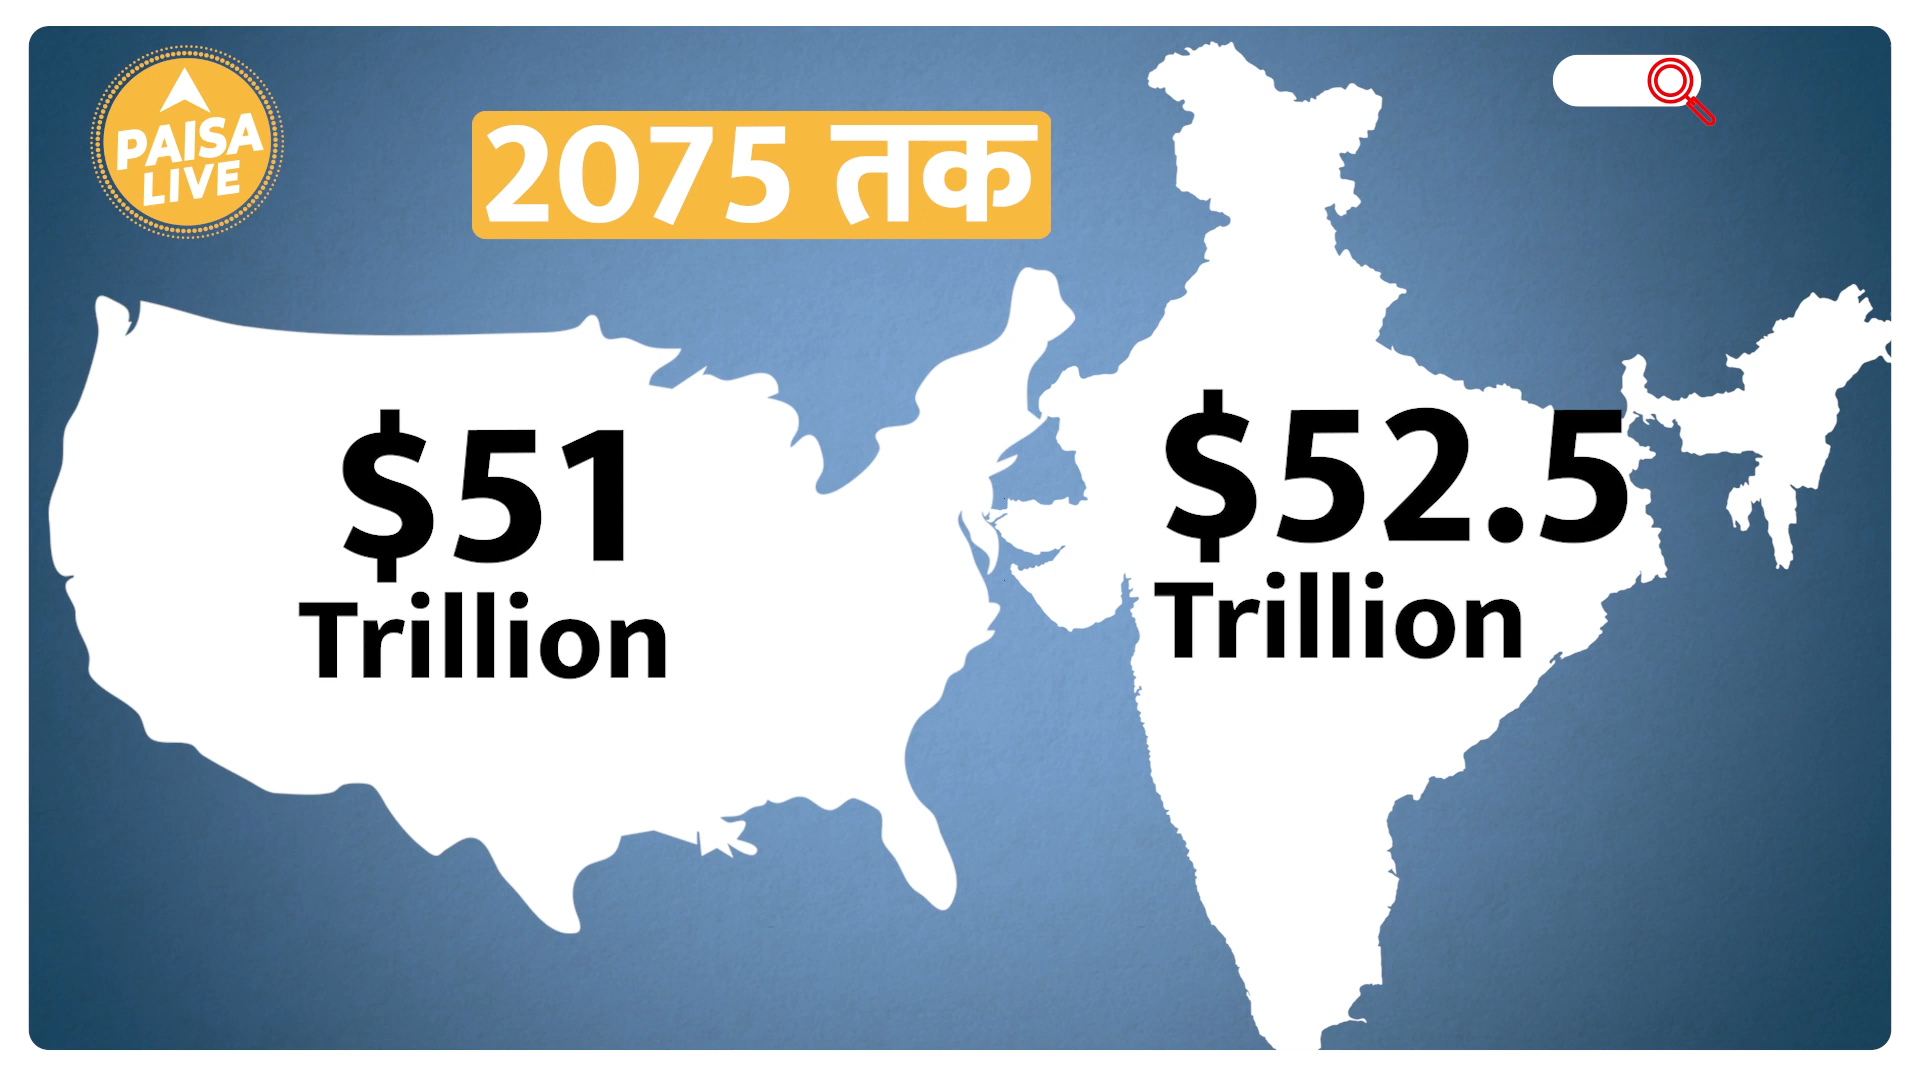 PAISA
LIVE
2075 तक
$51
Trillion
$52.5
Trillion